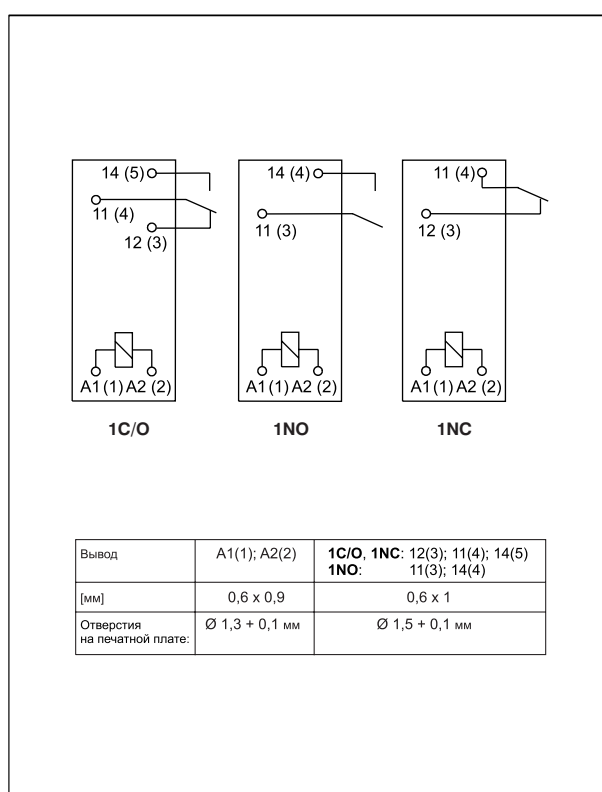 14 (5)
11 (4)
12 (3)
A1 (1) A2 (2)
1C/O
14 (4)
11 (3)
A1 (1) A2 (2)
1NO
11 (4)
12 (3)
A1 (1) A2 (2)
1NC
Вывод
A1(1); A2(2)
1C/O, 1NC: 12(3); 11(4); 14(5)
1NO: 11(3); 14(4)
[мм]
0,6 x 0,9
0,6 x 1
Отверстия
на печатной плате:
Ø 1,3 + 0,1 мм
Ø 1,5 + 0,1 мм